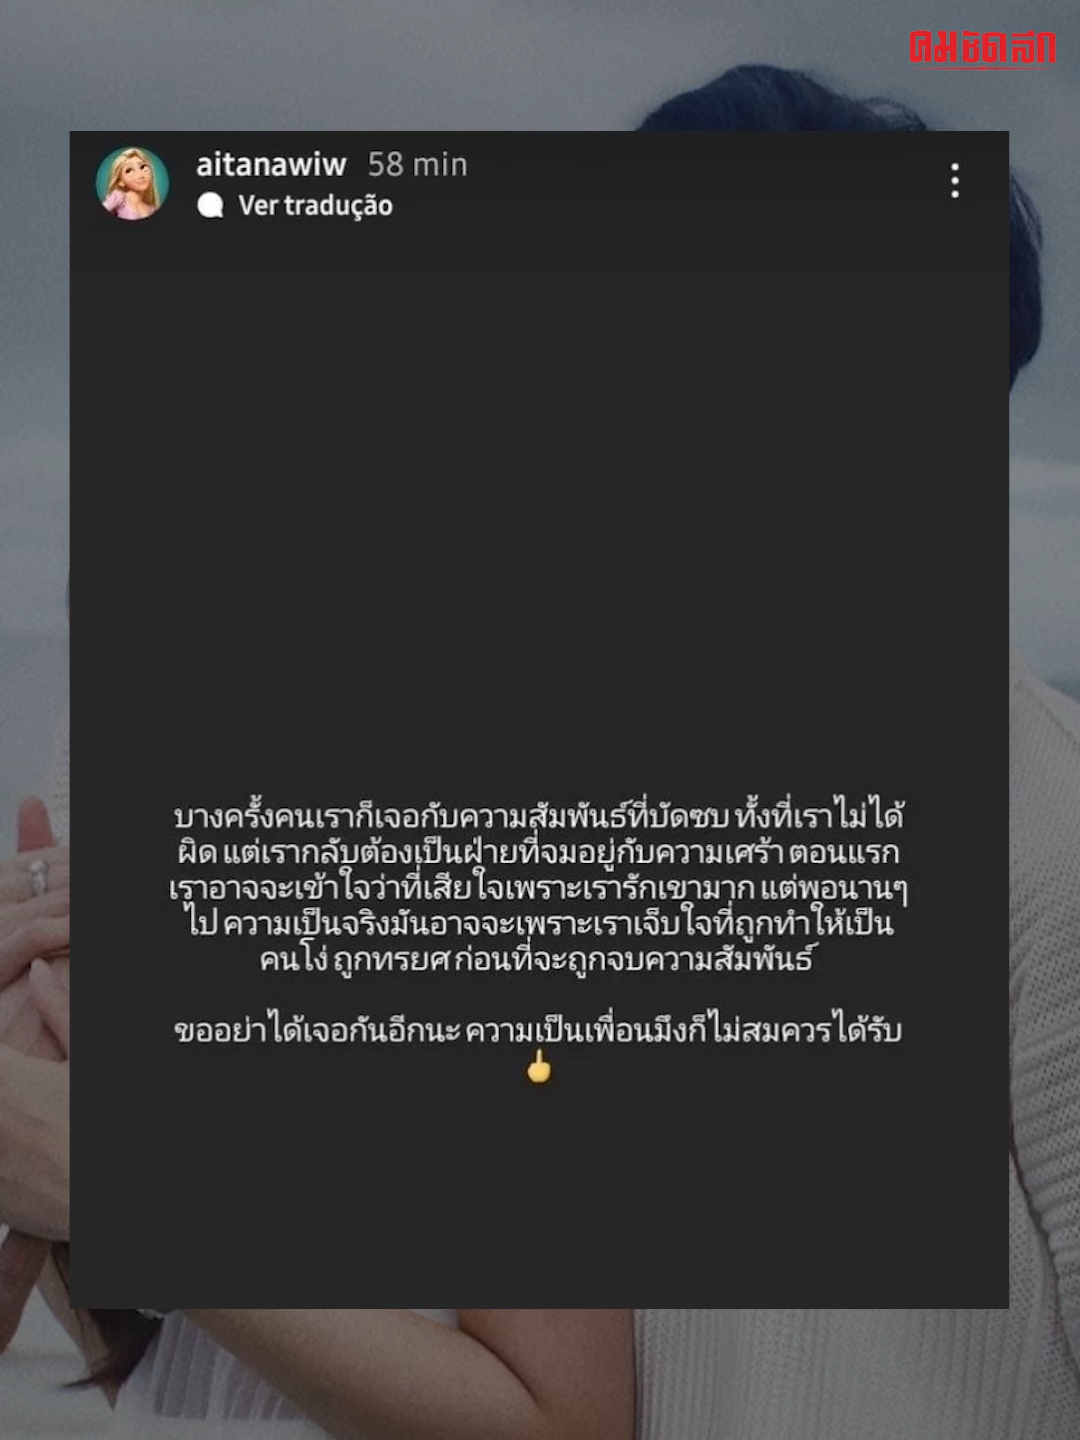 คมชัดลึก
aitanawiw 58 min
Ver tradução
บางครั้งคนเราก็เจอกับความสัมพันธ์ที่บัดซบ ทั้งที่เราไม่ได้
ผิด แต่เรากลับต้องเป็นฝ่ายที่จมอยู่กับความเศร้า ตอนแรก
เราอาจจะเข้าใจว่าที่เสียใจเพราะเรารักเขามาก แต่พอนานๆ
ไป ความเป็นจริงมันอาจจะเพราะเราเจ็บใจที่ถูกทำให้เป็น
คนโง่ ถูกทรยศ ก่อนที่จะถูกจบความสัมพันธ์
ขออย่าได้เจอกันอีกนะ ความเป็นเพื่อนมึงก็ไม่สมควรได้รับ
🖕